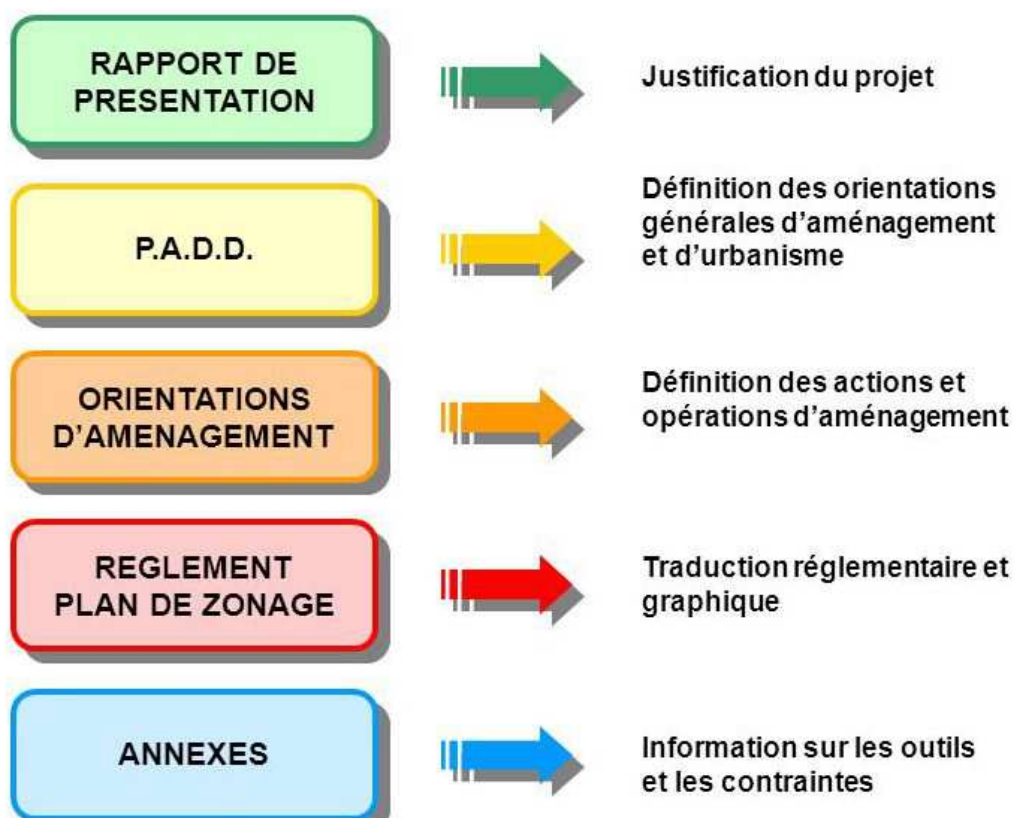 RAPPORT DE
PRESENTATION
Justification du projet
P.A.D.D.
Définition des orientations
générales d’aménagement
et d’urbanisme
ORIENTATIONS
D’AMENAGEMENT
Définition des actions et
opérations d’aménagement
REGLEMENT
PLAN DE ZONAGE
Traduction réglementaire et
graphique
ANNEXES
Information sur les outils
et les contraintes